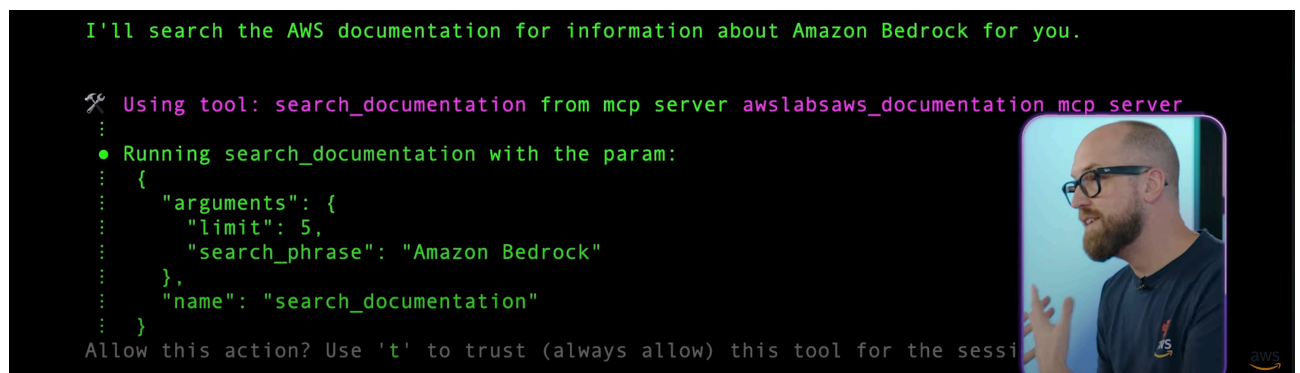 I'll search the AWS documentation for information about Amazon Bedrock for you.
🛠 Using tool: search_documentation from mcp server awslabsaws_documentation_mcp_server
⋮
● Running search_documentation with the param:
⋮ {
⋮ "arguments": {
⋮ "limit": 5,
⋮ "search_phrase": "Amazon Bedrock"
⋮ },
⋮ "name": "search_documentation"
⋮ }
Allow this action? Use 't' to trust (always allow) this tool for the
aws
aws